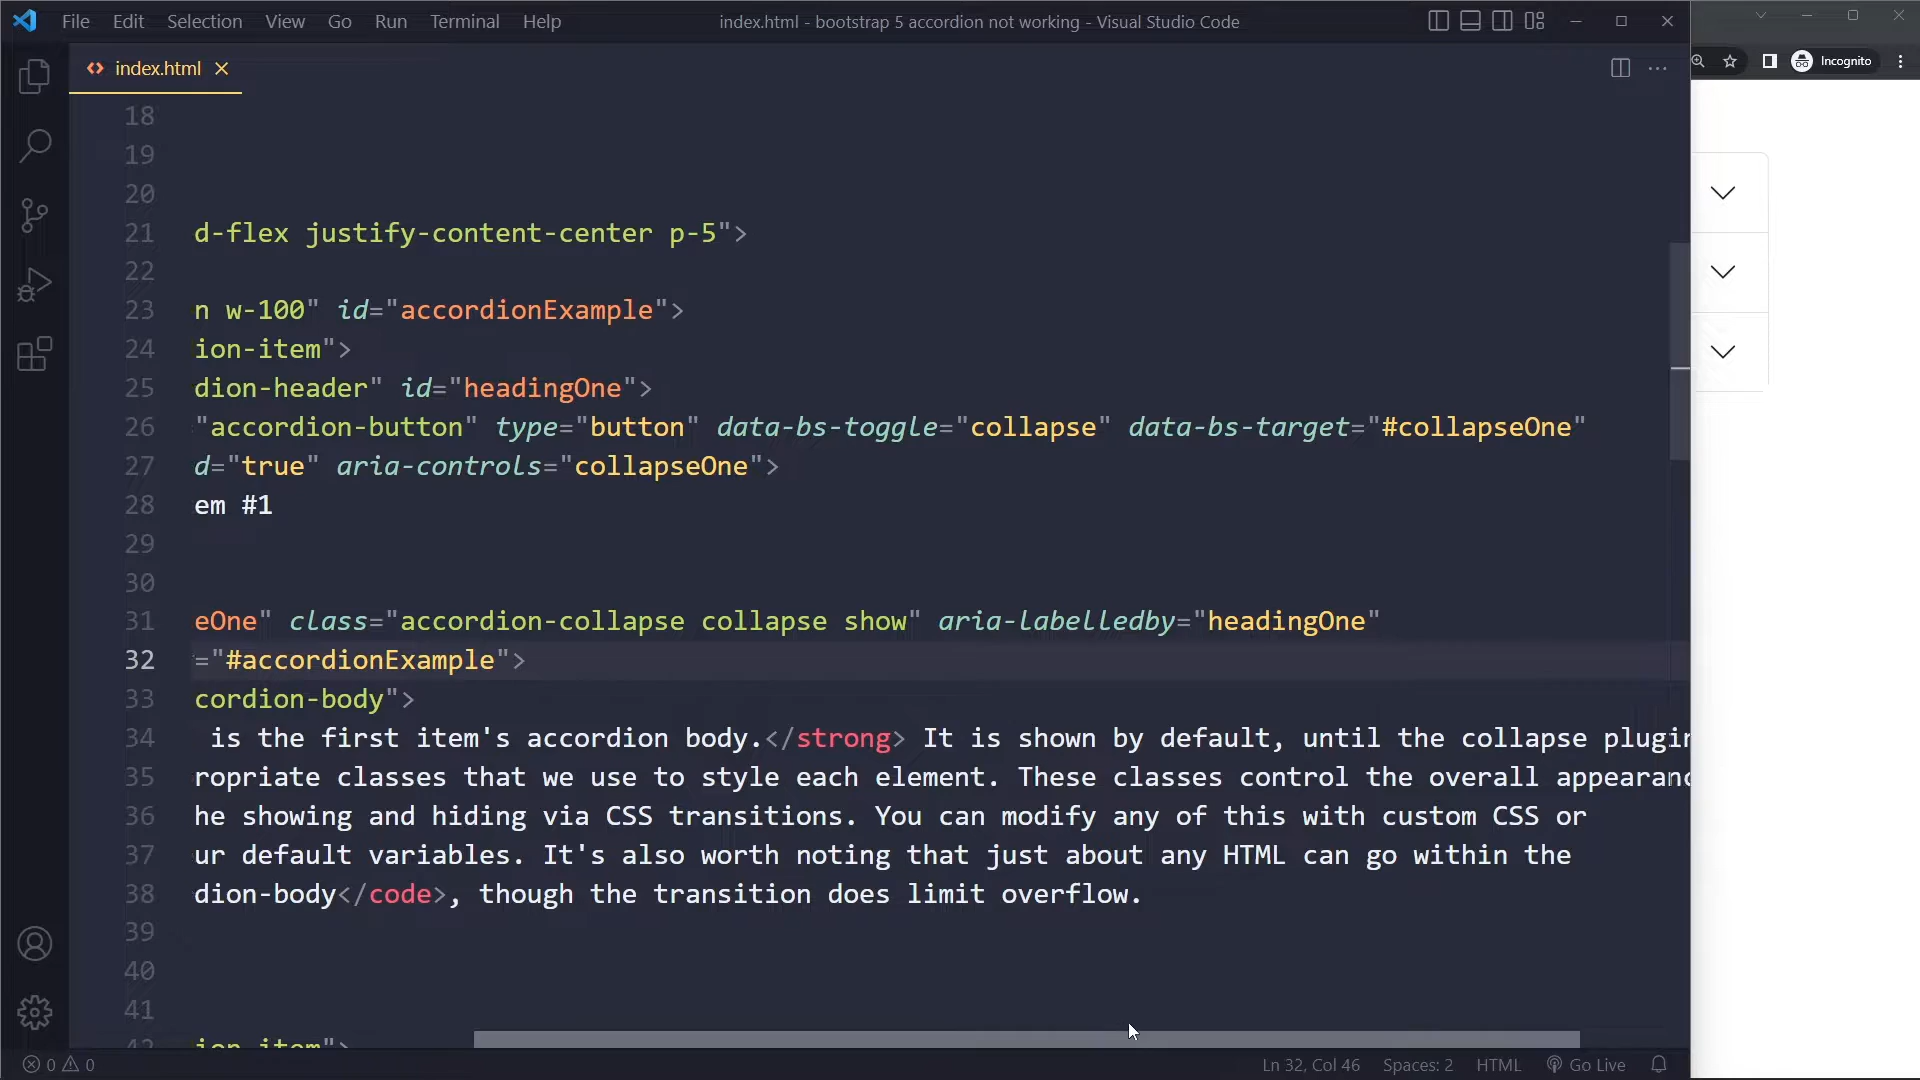 File Edit Selection View Go Run Terminal Help
index.html - bootstrap 5 accordion not working - Visual Studio Code
Incognito
index.html
18
19
20
21 d-flex justify-content-center p-5">
22
23 n w-100" id="accordionExample">
24 ion-item">
25 dion-header" id="headingOne">
26 "accordion-button" type="button" data-bs-toggle="collapse" data-bs-target="#collapseOne"
27 d="true" aria-controls="collapseOne">
28 em #1
29
30
31 eOne" class="accordion-collapse collapse show" aria-labelledby="headingOne"
32 ="#accordionExample">
33 cordion-body">
34 is the first item's accordion body.</strong> It is shown by default, until the collapse plugin
35 ropriate classes that we use to style each element. These classes control the overall appearanc
36 he showing and hiding via CSS transitions. You can modify any of this with custom CSS or
37 ur default variables. It's also worth noting that just about any HTML can go within the
38 dion-body</code>, though the transition does limit overflow.
39
40
41
42 ion-item">
0 0
Ln 32, Col 46 Spaces: 2 HTML Go Live